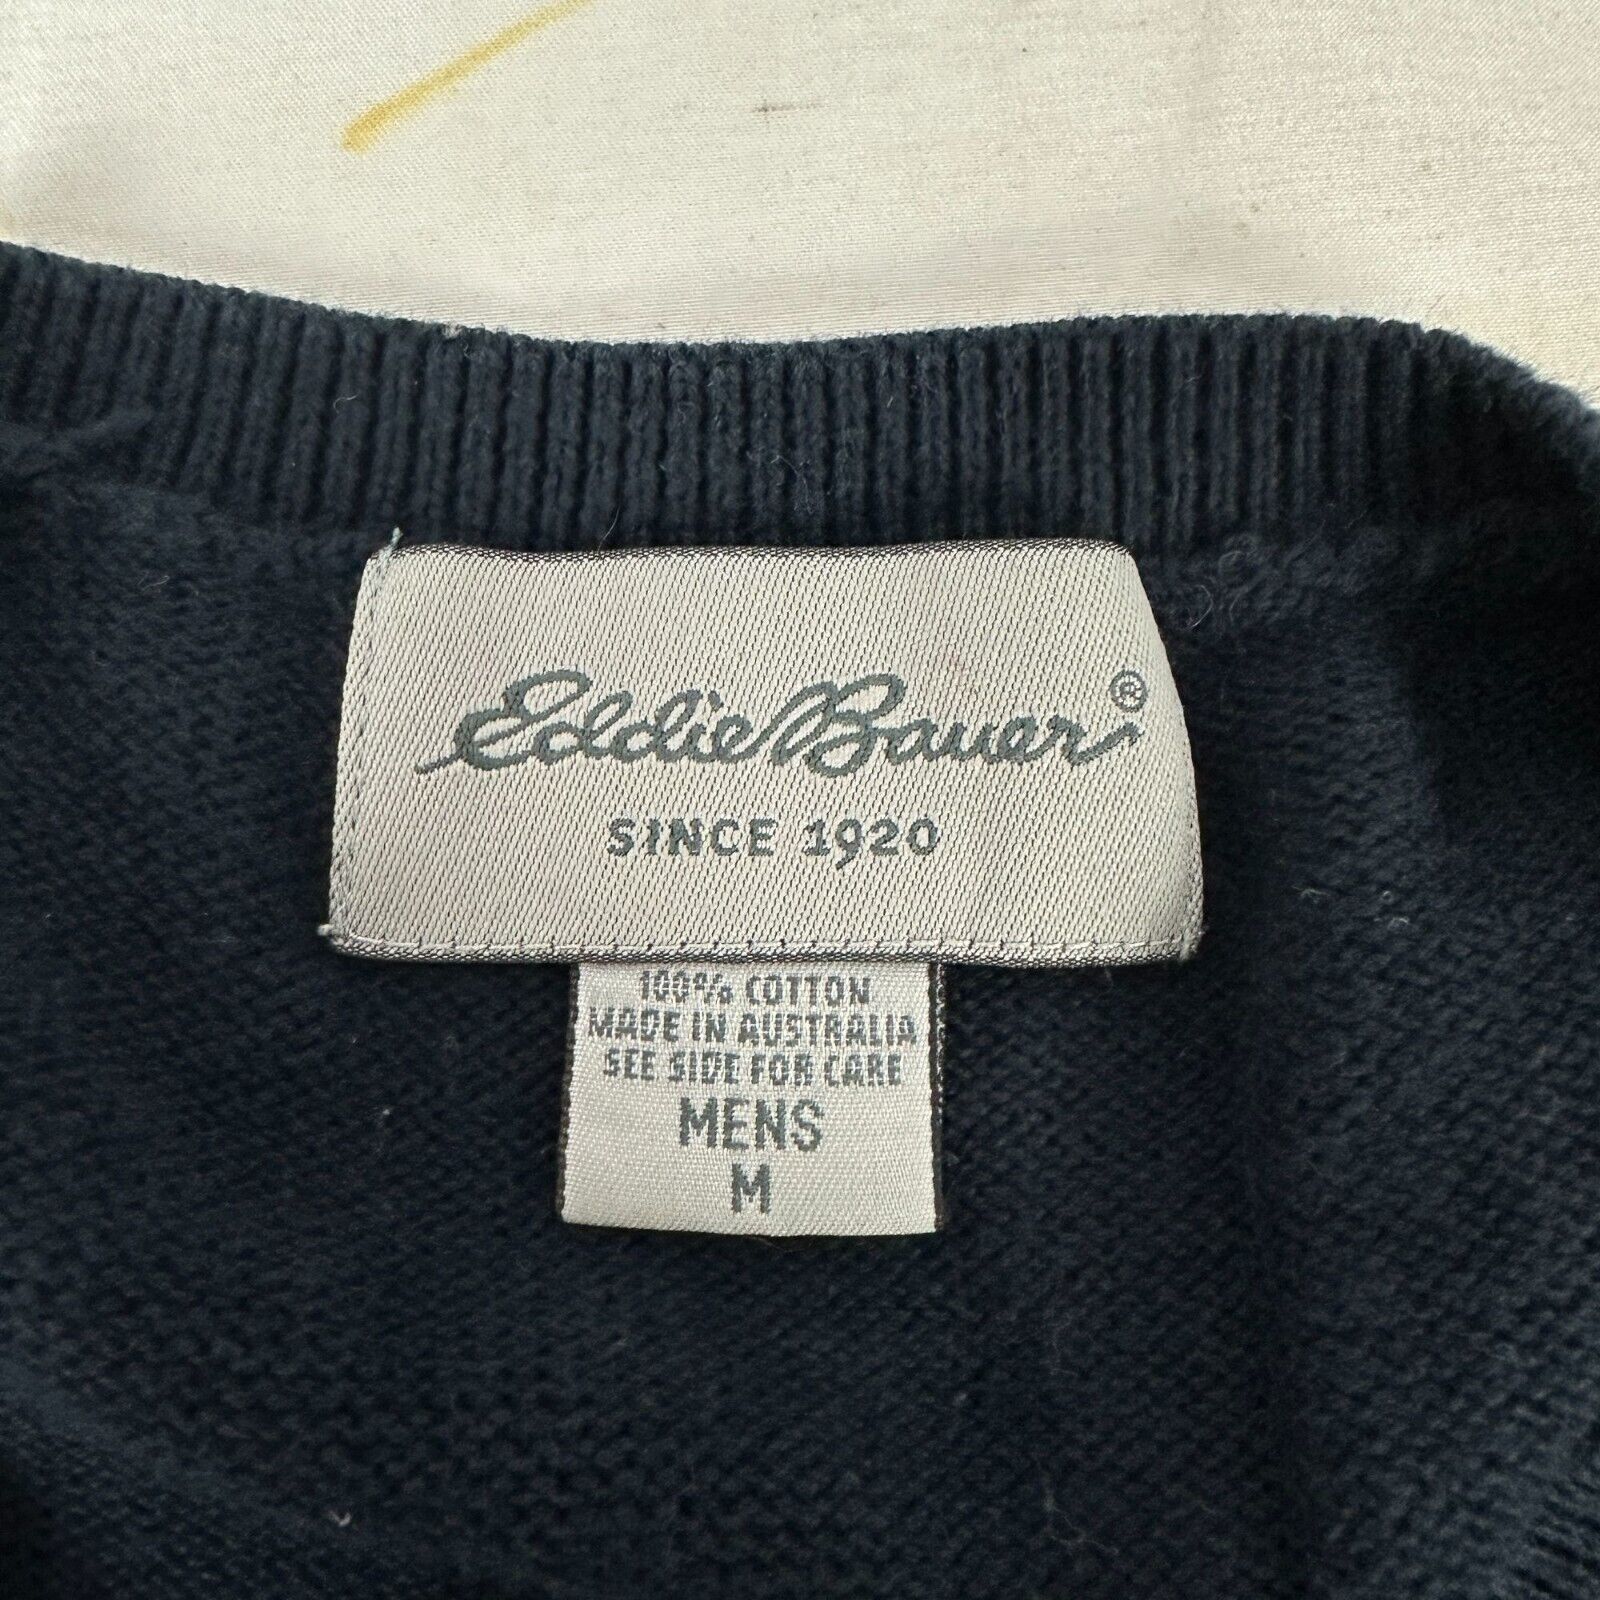 Eddie Bauer®
SINCE 1920
100% COTTON
MADE IN AUSTRALIA
SEE SIDE FOR CARE
MENS
M